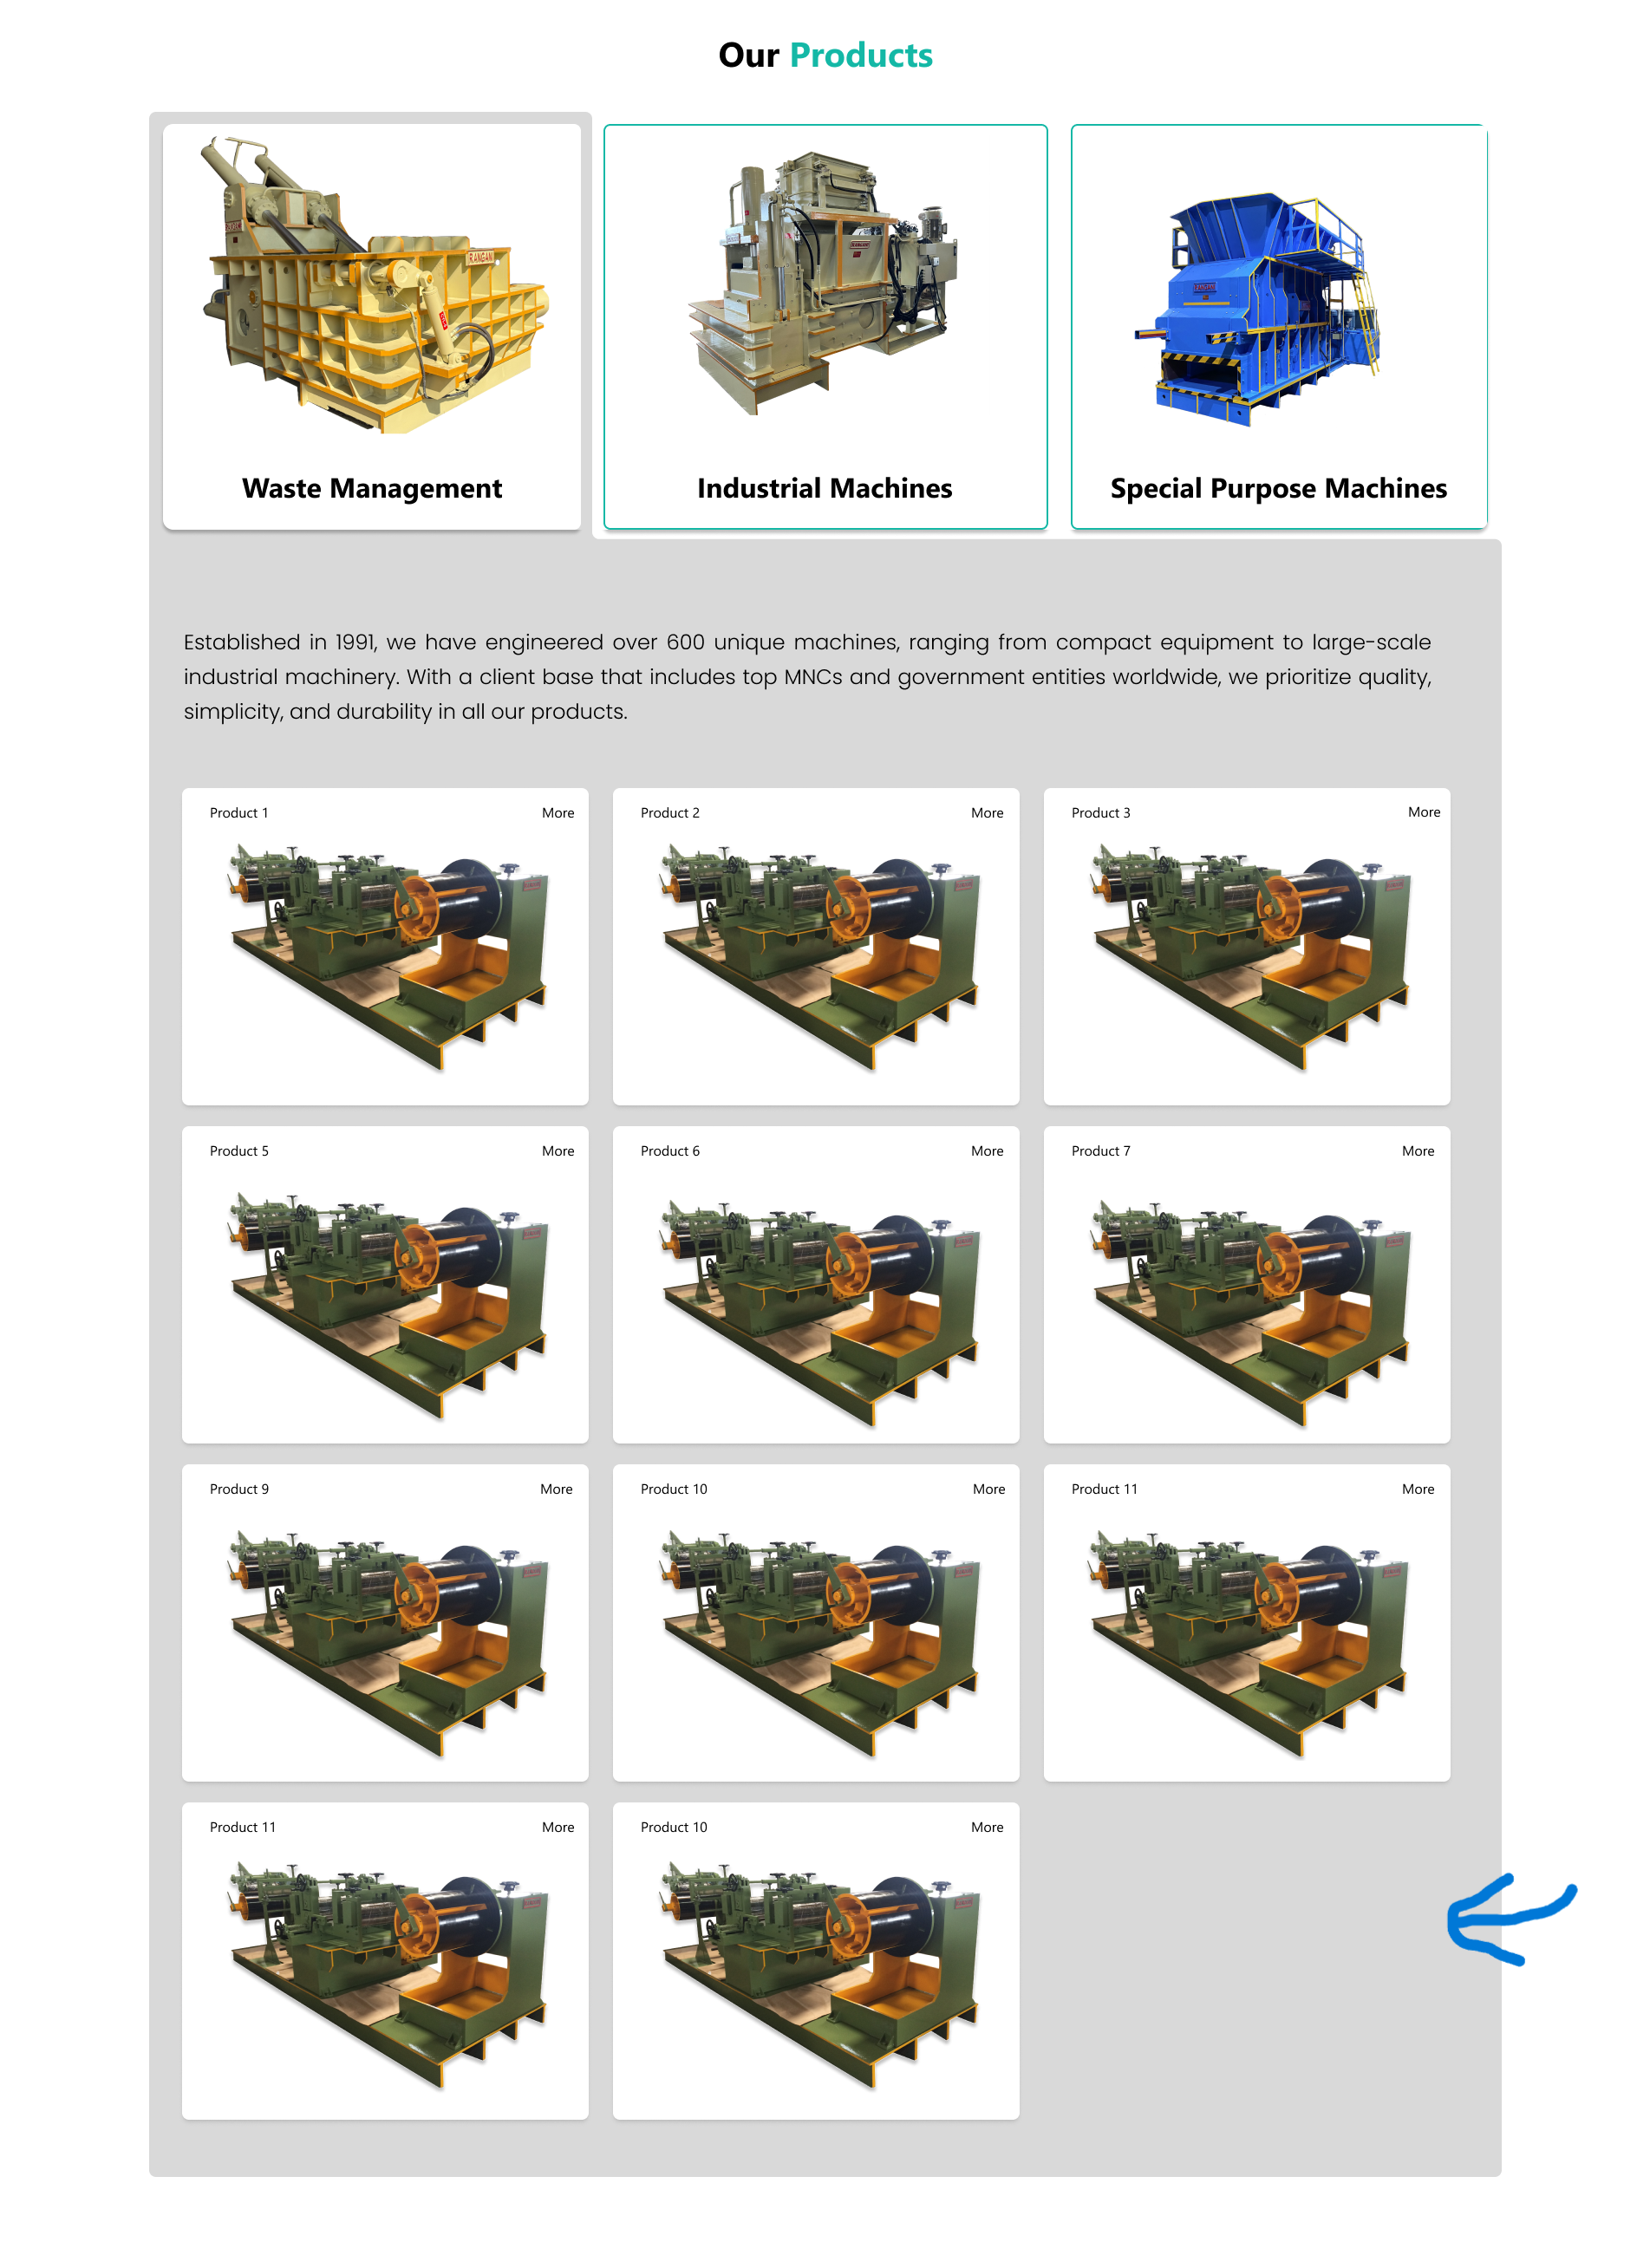 Our Products
RANGAN
Waste Management
Industrial Machines
Special Purpose Machines
Established in 1991, we have engineered over 600 unique machines, ranging from compact equipment to large-scale
industrial machinery. With a client base that includes top MNCs and government entities worldwide, we prioritize quality,
simplicity, and durability in all our products.
Product 1 More
Product 2 More
Product 3 More
Product 5 More
Product 6 More
Product 7 More
Product 9 More
Product 10 More
Product 11 More
Product 11 More
Product 10 More